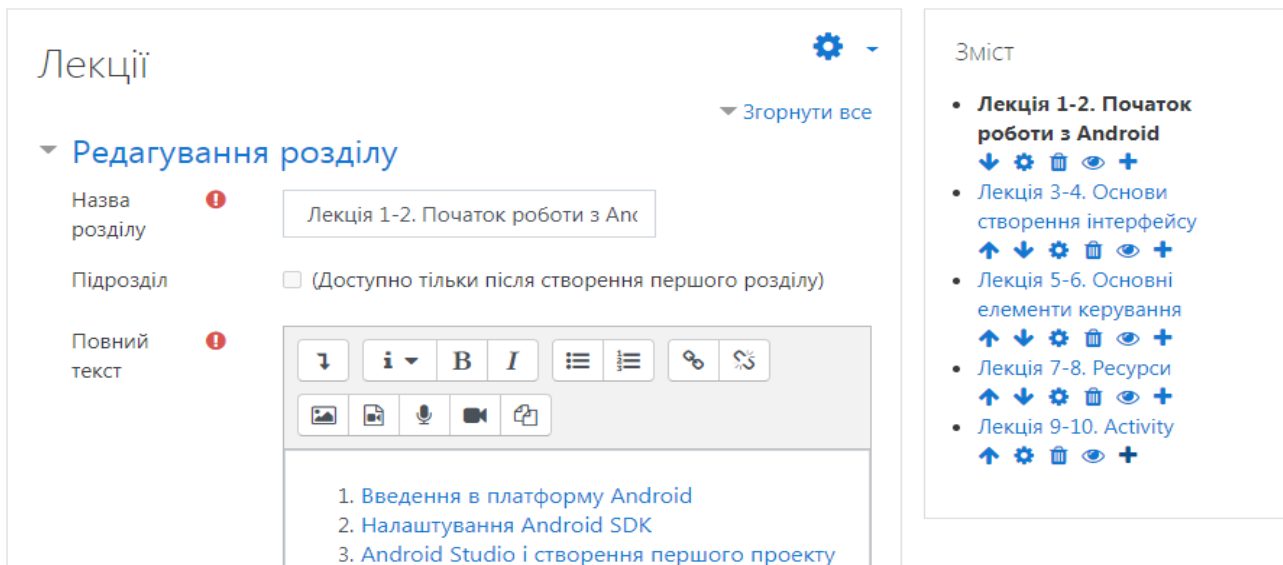 Лекції
Згорнути все
Редагування розділу
Назва
розділу
Лекція 1-2. Початок роботи з Anc
Підрозділ
(Доступно тільки після створення першого розділу)
Повний
текст
i B I
1. Введення в платформу Android
2. Налаштування Android SDK
3. Android Studio і створення першого проекту
Зміст
Лекція 1-2. Початок
роботи з Android
Лекція 3-4. Основи
створення інтерфейсу
Лекція 5-6. Основні
елементи керування
Лекція 7-8. Ресурси
Лекція 9-10. Activity